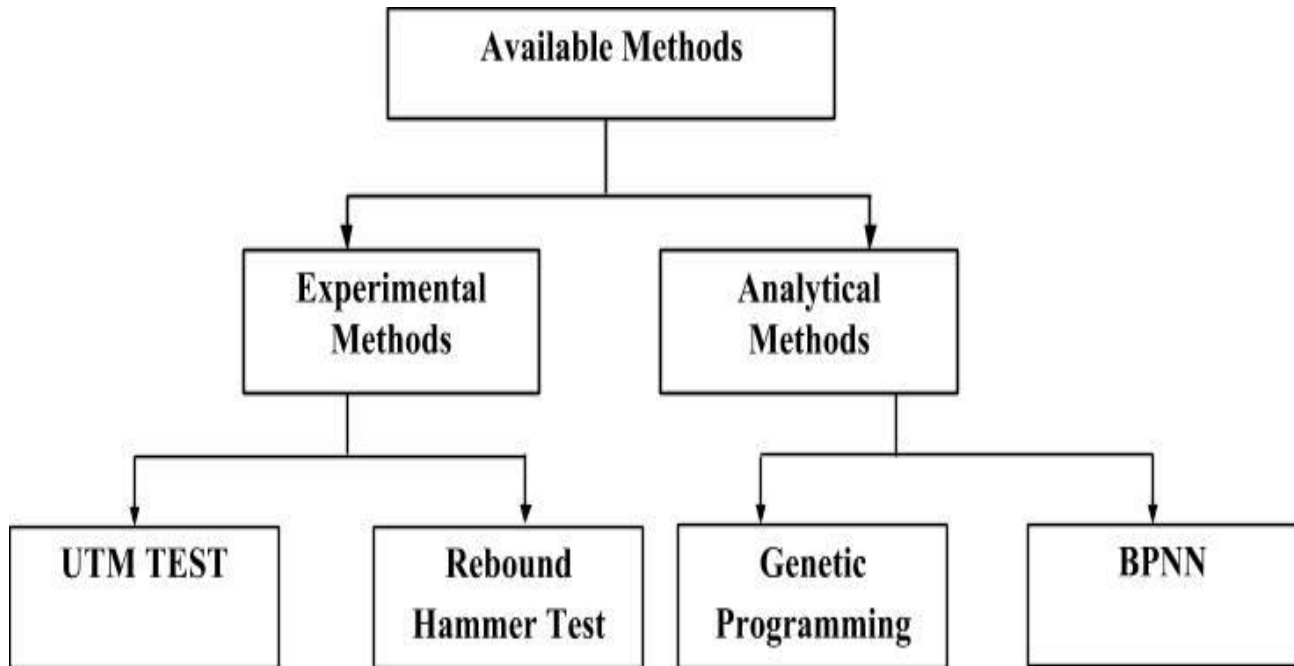 Available Methods
Experimental
Methods
Analytical
Methods
UTM TEST
Rebound
Hammer Test
Genetic
Programming
BPNN